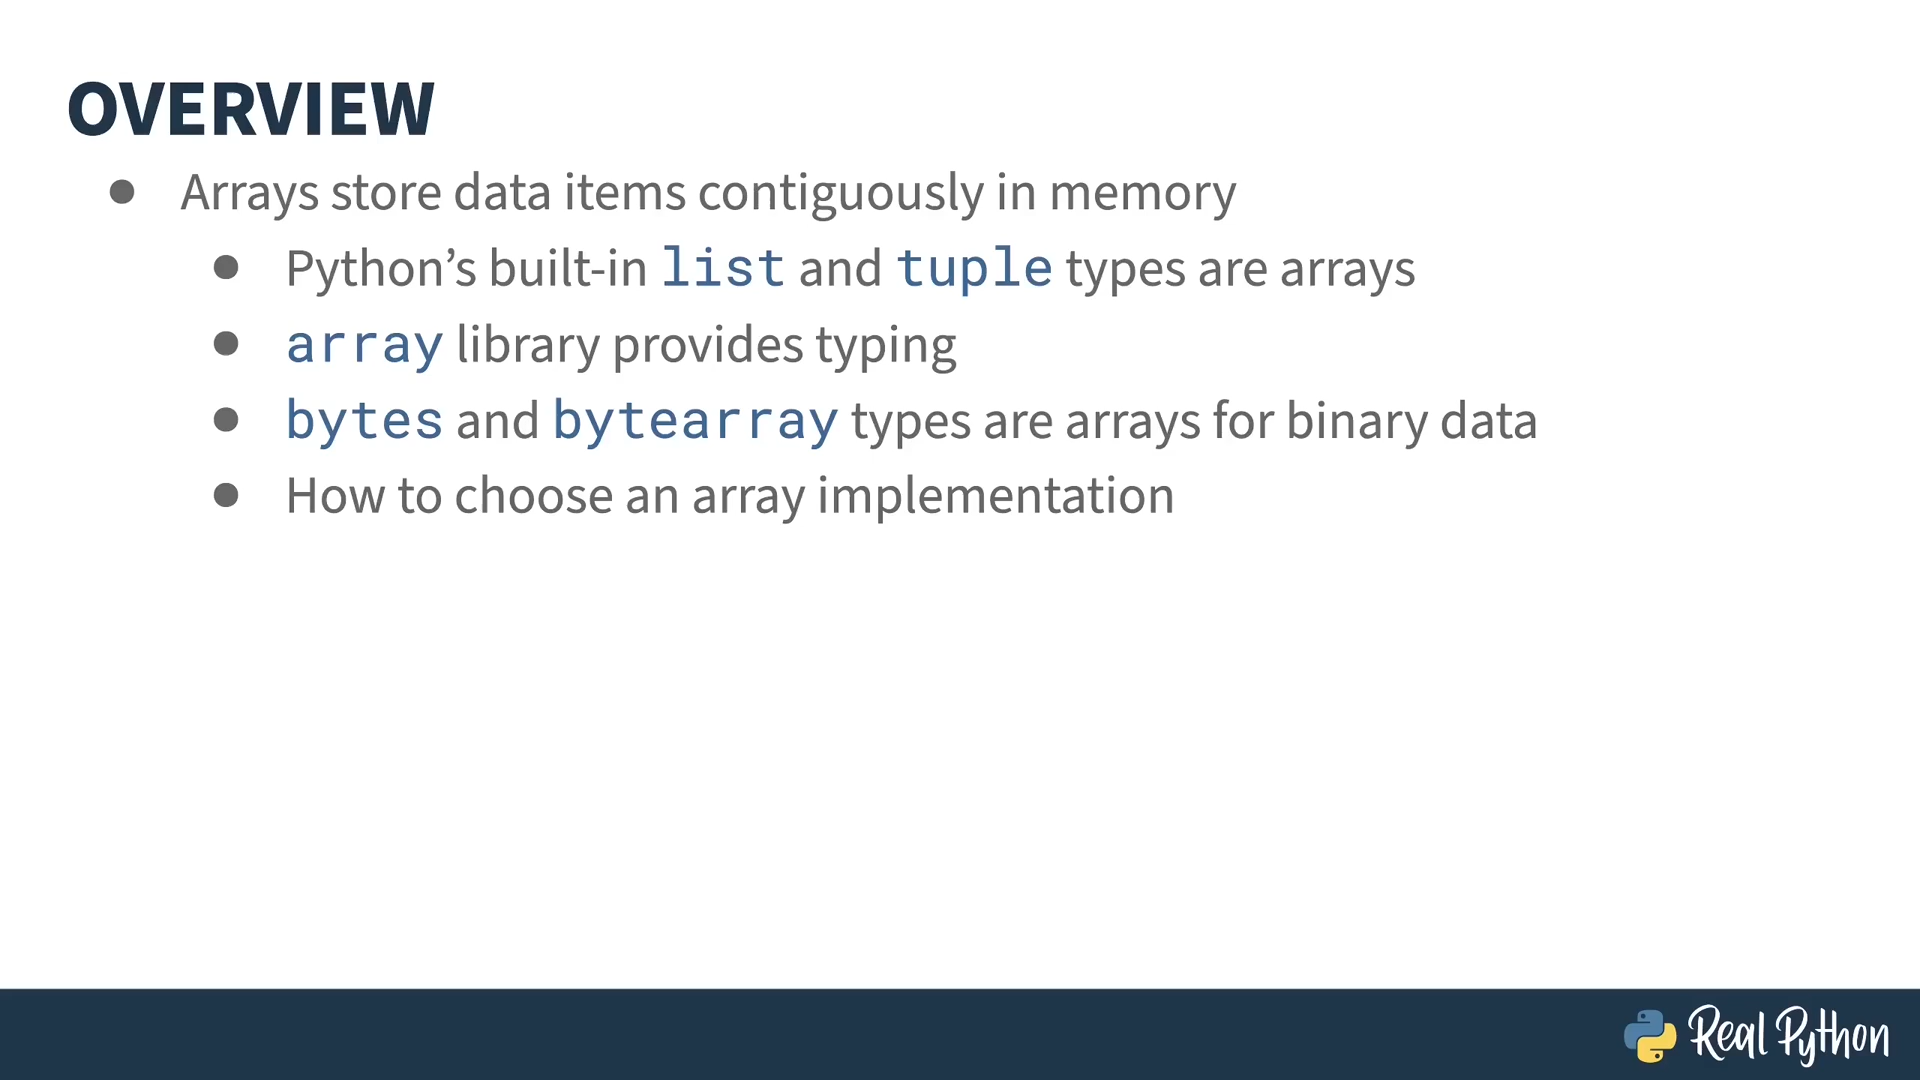 OVERVIEW
Arrays store data items contiguously in memory
Python’s built-in list and tuple types are arrays
array library provides typing
bytes and bytearray types are arrays for binary data
How to choose an array implementation
Real Python